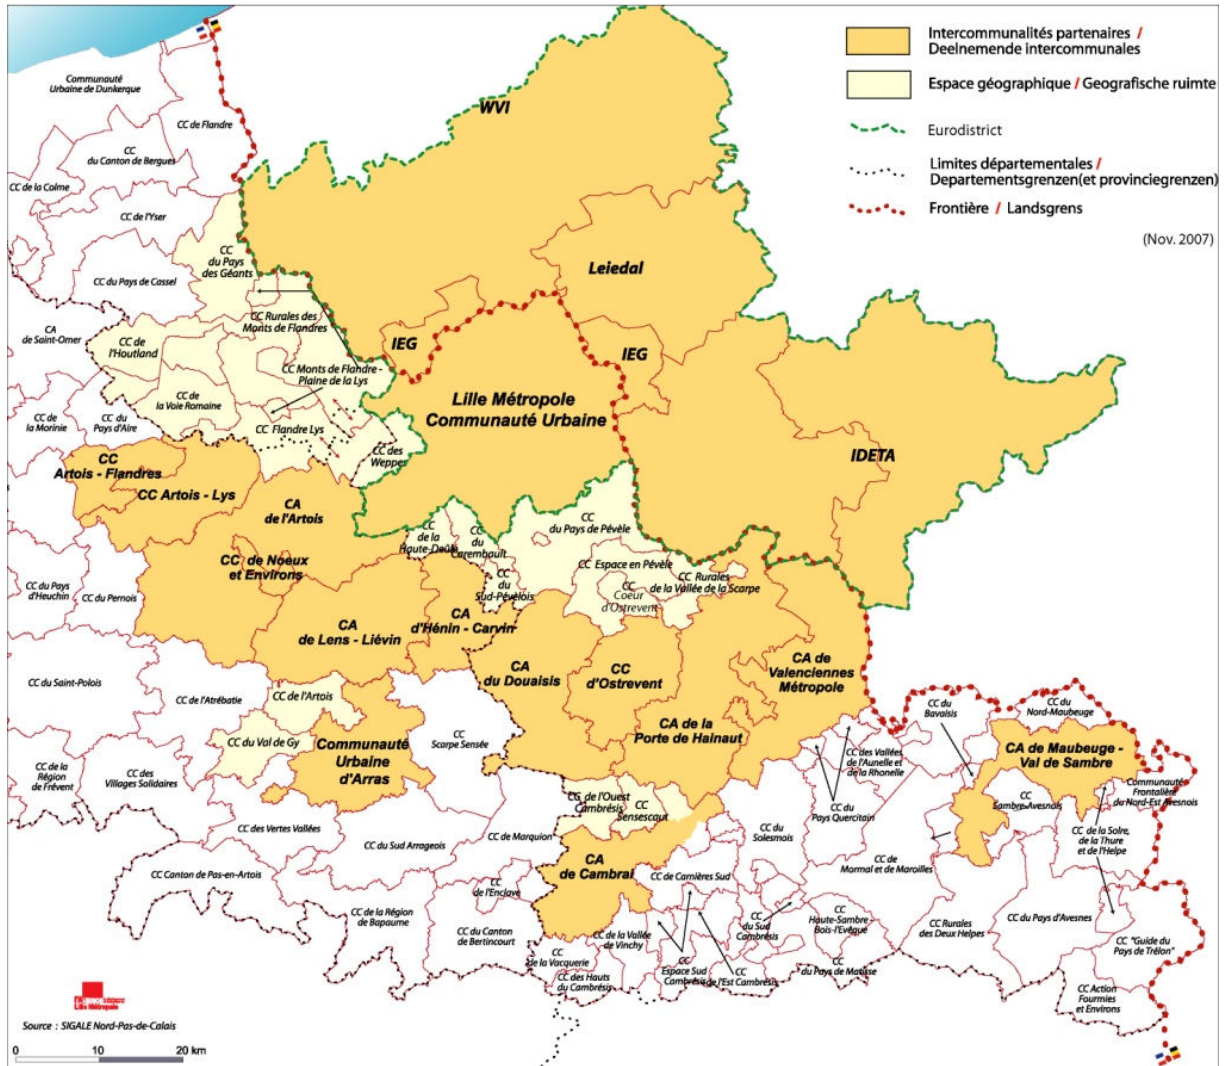 Intercommunalités partenaires /
Deelnemende intercommunales
Espace géographique / Geografische ruimte
Eurodistrict
Limites départementales /
Departementsgrenzen(et provinciegrenzen)
Frontière / Landsgrens
(Nov. 2007)
Communauté
Urbaine de Dunkerque
CC de Flandre
CC
du Canton de Bergues
CC de la Colme
CC de l'Yser
CC
du Pays
des Géants
CC du Pays de Cassel
WVI
Leiedal
IEG
IEG
CC Rurales des
Monts de Flandres
CA
de Saint-Omer
CC de
l'Houtland
CC Monts de Flandre -
Plaine de la Lys
CC de
la Voie Romaine
Lille Métropole
Communauté Urbaine
CC de
la Morinie
CC du
Pays d'Aire
CC Flandre Lys
CC des
Weppes
IDETA
CC
Artois - Flandres
CC Artois - Lys
CA
de l'Artois
CC
de la
Haute-Deûle
CC
du
Carembault
CC
du Pays de Pévèle
CC de Noeux
et Environs
CC
du
Sud-Pévélois
CC Espace en Pévèle
CC Rurales
de la Vallée de la Scarpe
CC
Coeur
d'Ostrevent
CC du Pays
d'Heuchin
CC du Pernois
CA
de Lens - Liévin
CA
d'Hénin - Carvin
CA
du Douaisis
CC
d'Ostrevent
CA de
Valenciennes
Métropole
CC du Saint-Polois
CC de l'Atrébatie
CC de l'Artois
CC du Val de Gy
Communauté
Urbaine
d'Arras
CC
Scarpe Sensée
CA de la
Porte de Hainaut
CC du
Bavaisis
CC du
Nord-Maubeuge
CA de Maubeuge -
Val de Sambre
CC des Vallées
de l'Aunelle et
de la Rhonelle
CC de la
Région
de Frévent
CC des
Villages Solidaires
CC
Sambre-Avesnois
Communauté
Frontalière
du Nord-Est Avesnois
CC de l'Ouest
Cambrésis
CC
Sensescaut
CC du
Pays Quercitain
CC des Vertes Vallées
CC du Sud Arrageois
CC de Marquion
CC du
Solesmois
CC de la Solre,
de la Thure
et de l'Helpe
CC Canton de Pas-en-Artois
CA
de Cambrai
CC de Carnières Sud
CC de
Mormal et de Maroilles
CC
de l'Enclave
CC de la Région
de Bapaume
CC du Canton
de Bertincourt
CC de la Vallée
de Vinchy
CC
du Sud
Cambrésis
CC
Haute-Sambre
Bois-l'Evêque
CC Rurales
des Deux Helpes
CC du Pays d'Avesnes
CC "Guide du
Pays de Trélon"
CC
de la Vacquerie
CC des Hauts
du Cambrésis
CC
Espace Sud
Cambrésis
CC
de l'Est Cambrésis
CC
du Pays de Matisse
CC Action
Fourmies
et Environs
Lille Métropole
Source : SIGALE Nord-Pas-de-Calais
0 10 20 km